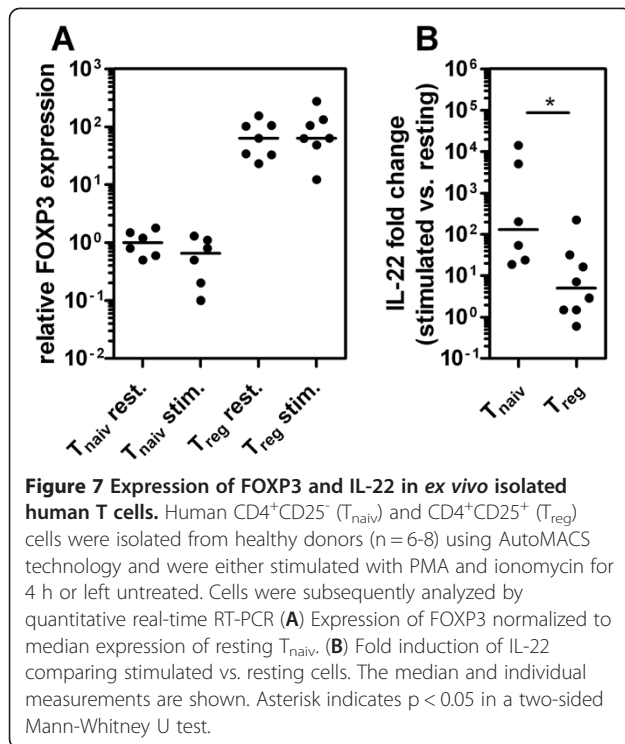 A
relative FOXP3 expression
10³
10²
10¹
10⁰
10⁻¹
10⁻²
T_naiv rest.
T_naiv stim.
T_reg rest.
T_reg stim.
B
IL-22 fold change
(stimulated vs. resting)
10⁶
10⁵
10⁴
10³
10²
10¹
10⁰
10⁻¹
*
T_naiv
T_reg
Figure 7 Expression of FOXP3 and IL-22 in ex vivo isolated
human T cells. Human CD4⁺CD25⁻ (T_naiv) and CD4⁺CD25⁺ (T_reg)
cells were isolated from healthy donors (n = 6-8) using AutoMACS
technology and were either stimulated with PMA and ionomycin for
4 h or left untreated. Cells were subsequently analyzed by
quantitative real-time RT-PCR (A) Expression of FOXP3 normalized to
median expression of resting T_naiv. (B) Fold induction of IL-22
comparing stimulated vs. resting cells. The median and individual
measurements are shown. Asterisk indicates p < 0.05 in a two-sided
Mann-Whitney U test.